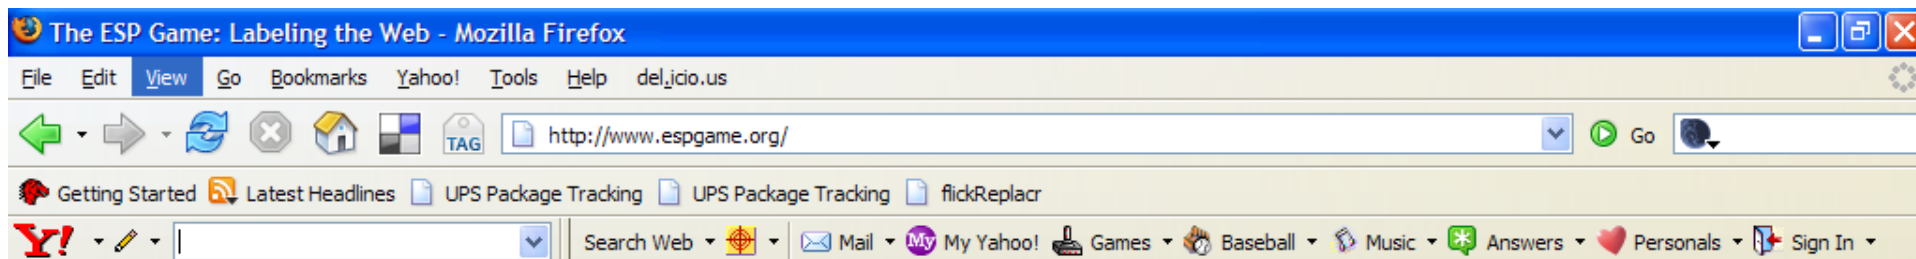 The ESP Game: Labeling the Web - Mozilla Firefox
File Edit View Go Bookmarks Yahoo! Tools Help del.icio.us
TAG http://www.espgame.org/ Go
Getting Started Latest Headlines UPS Package Tracking UPS Package Tracking flickReplacr
Y! Search Web Mail My My Yahoo! Games Baseball Music Answers Personals Sign In